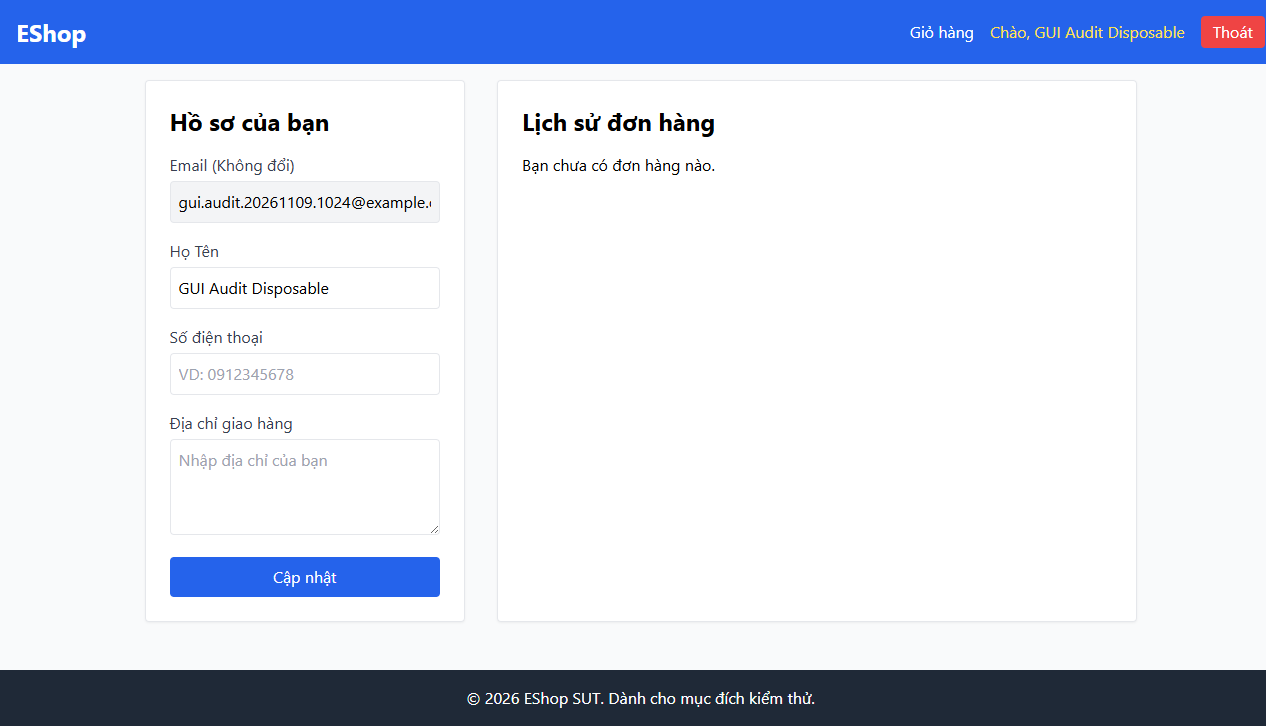 EShop
Giỏ hàng Chào, GUI Audit Disposable Thoát
Hồ sơ của bạn
Email (Không đổi)
gui.audit.20261109.1024@example.
Họ Tên
GUI Audit Disposable
Số điện thoại
VD: 0912345678
Địa chỉ giao hàng
Nhập địa chỉ của bạn
Cập nhật
Lịch sử đơn hàng
Bạn chưa có đơn hàng nào.
© 2026 EShop SUT. Dành cho mục đích kiểm thử.